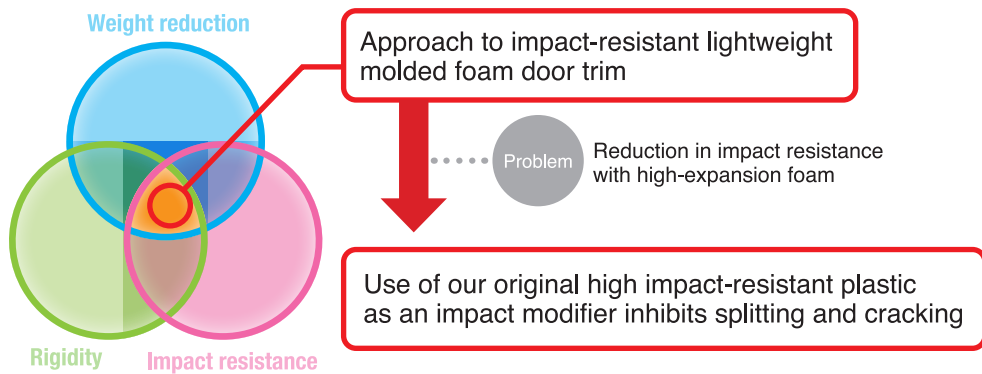 Weight reduction
Approach to impact-resistant lightweight
molded foam door trim
Problem
Reduction in impact resistance
with high-expansion foam
Use of our original high impact-resistant plastic
as an impact modifier inhibits splitting and cracking
Rigidity
Impact resistance